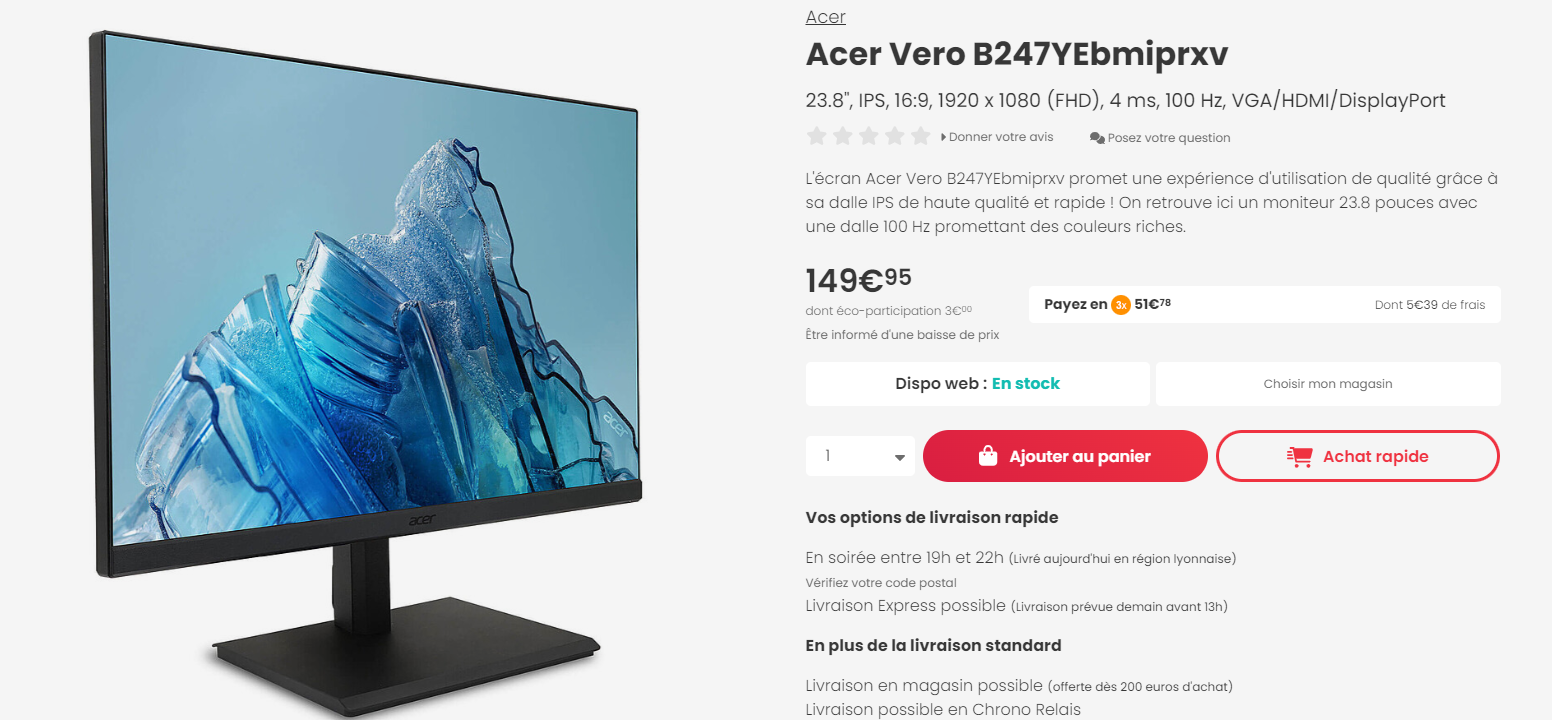 Acer
Acer Vero B247YEbmiprxv
23.8", IPS, 16:9, 1920 x 1080 (FHD), 4 ms, 100 Hz, VGA/HDMI/DisplayPort
Donner votre avis Posez votre question
L'écran Acer Vero B247YEbmiprxv promet une expérience d'utilisation de qualité grâce à
sa dalle IPS de haute qualité et rapide ! On retrouve ici un moniteur 23.8 pouces avec
une dalle 100 Hz promettant des couleurs riches.
149€95
dont éco-participation 3€00
Être informé d'une baisse de prix
Payez en 3x 51€78 Dont 5€39 de frais
Dispo web : En stock
Choisir mon magasin
1
Ajouter au panier
Achat rapide
Vos options de livraison rapide
En soirée entre 19h et 22h (Livré aujourd'hui en région lyonnaise)
Vérifiez votre code postal
Livraison Express possible (Livraison prévue demain avant 13h)
En plus de la livraison standard
Livraison en magasin possible (offerte dès 200 euros d'achat)
Livraison possible en Chrono Relais
acer
acer